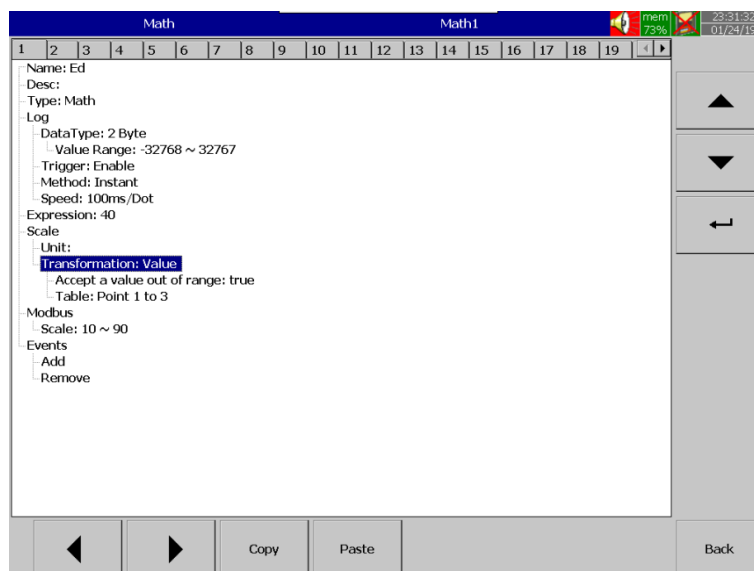 Math Math1 mem 73% 23:31:32 01/24/19
1 2 3 4 5 6 7 8 9 10 11 12 13 14 15 16 17 18 19
Name: Ed
Desc:
Type: Math
Log
DataType: 2 Byte
Value Range: -32768 ~ 32767
Trigger: Enable
Method: Instant
Speed: 100ms/Dot
Expression: 40
Scale
Unit:
Transformation: Value
Accept a value out of range: true
Table: Point 1 to 3
Modbus
Scale: 10 ~ 90
Events
Add
Remove
Copy Paste Back